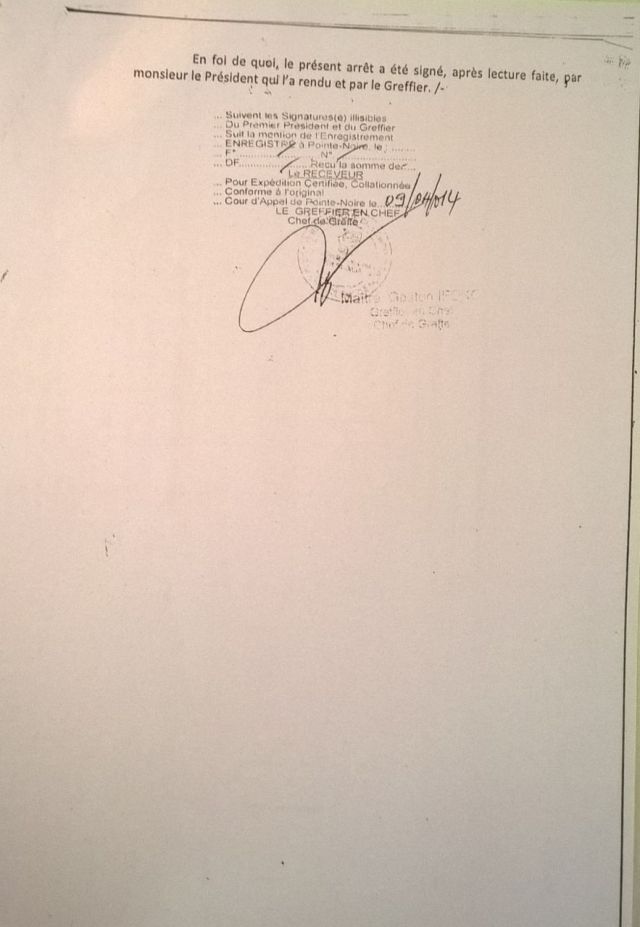 En foi de quoi, le présent arrêt a été signé, après lecture faite, par
monsieur le Président qui l'a rendu et par le Greffier. /-
... Suivent les Signatures(é) illisibles
... Du Premier Président et du Greffier
... Suit la mention de l'Enregistrement
... ENREGISTRE à Pointe-Noire, le
... F° N°
... DF Reçu la somme de
Le RECEVEUR
... Pour Expédition Certifiée, Collationnée
... Conforme à l'original
... Cour d'Appel de Pointe-Noire le 09/04/014
LE GREFFIER EN CHEF
Chef de Greffe
Maître Gaston
Greffier en Chef
Chef de Greffe